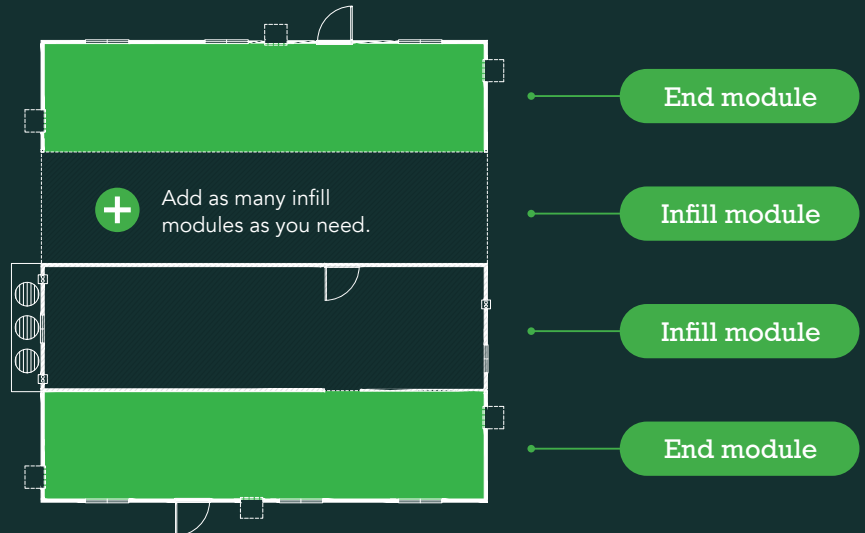 End module
Add as many infill
modules as you need.
Infill module
Infill module
End module